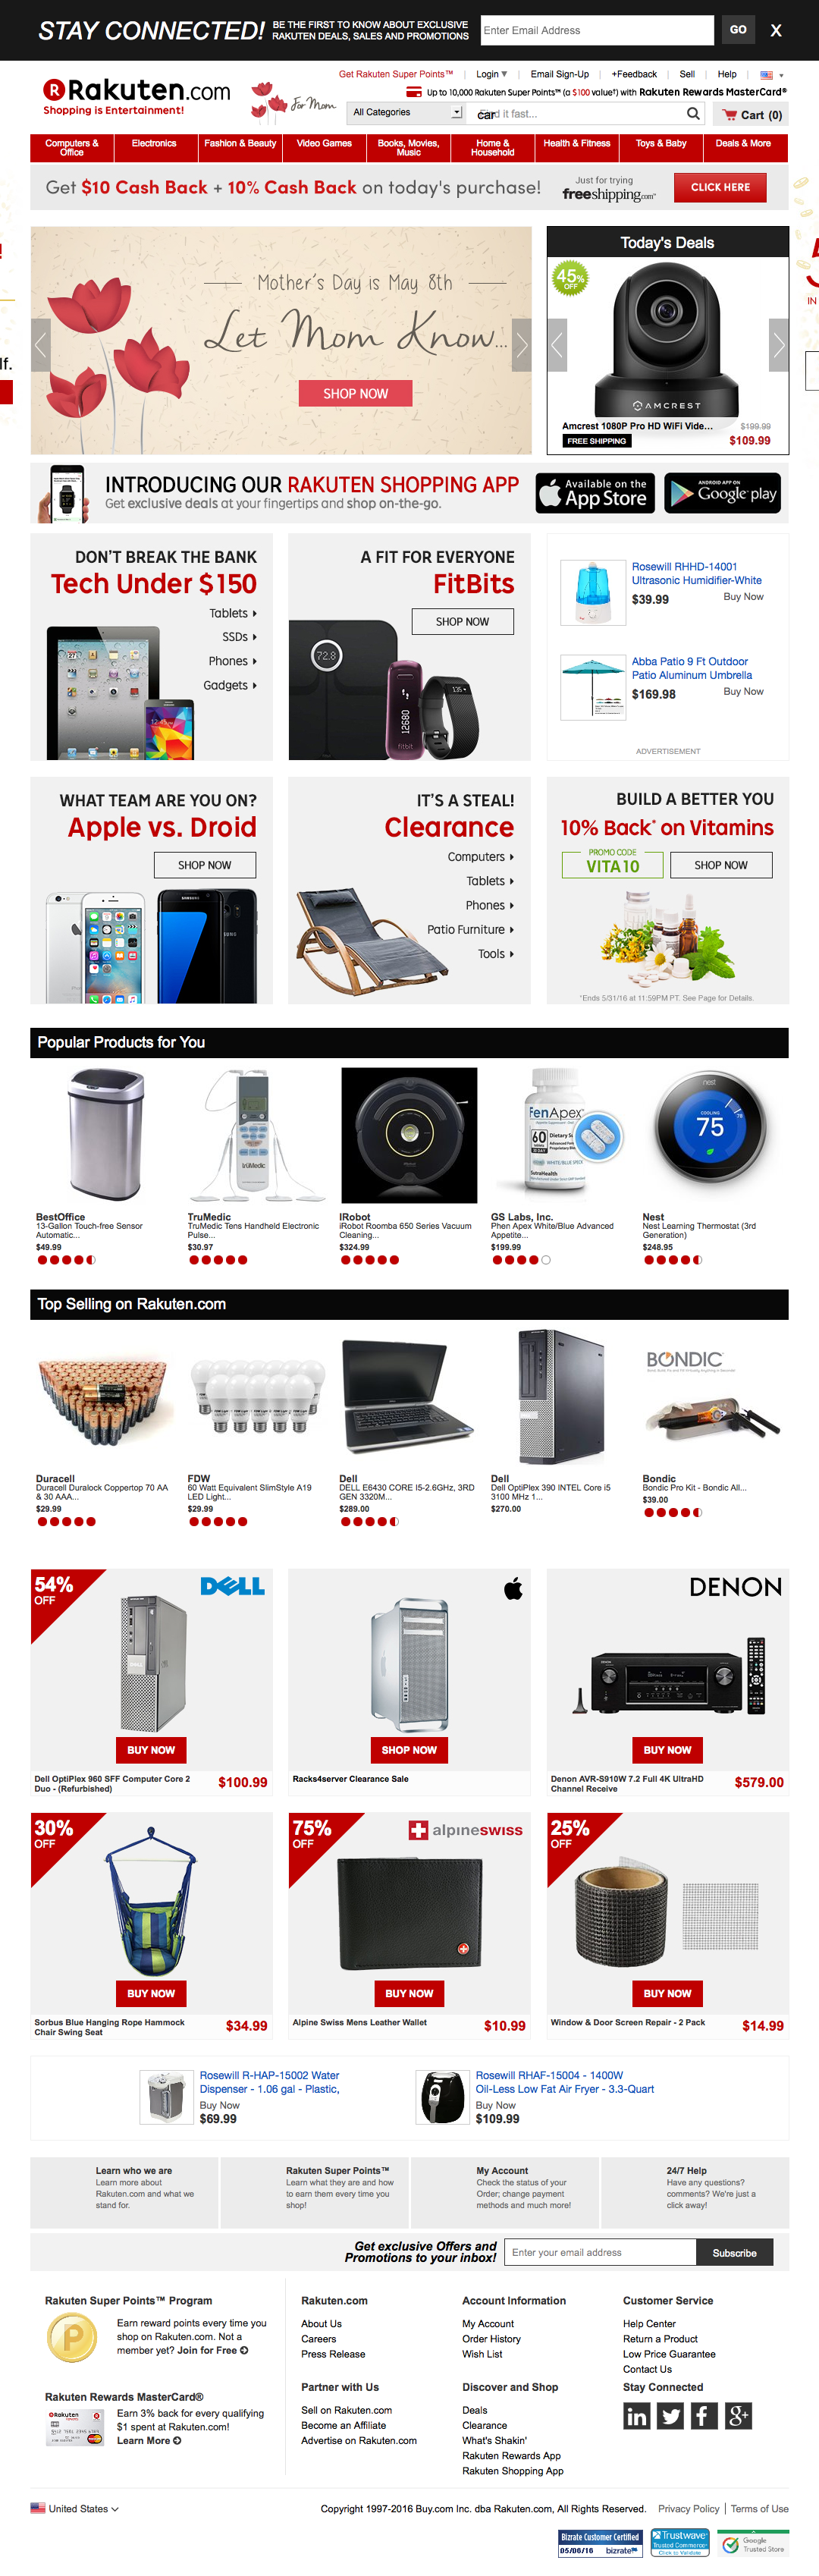 STAY CONNECTED!
BE THE FIRST TO KNOW ABOUT EXCLUSIVE
RAKUTEN DEALS, SALES AND PROMOTIONS
Enter Email Address
GO
X
Get Rakuten Super Points™
Login
Email Sign-Up
+Feedback
Sell
Help
Rakuten.com
Shopping is Entertainment!
For Mom
Up to 10,000 Rakuten Super Points™ (a $100 value†) with Rakuten Rewards MasterCard®
All Categories
car
it fast...
Cart (0)
Computers &
Office
Electronics
Fashion & Beauty
Video Games
Books, Movies,
Music
Home &
Household
Health & Fitness
Toys & Baby
Deals & More
Get $10 Cash Back + 10% Cash Back on today's purchase!
Just for trying
freeshipping.com
CLICK HERE
Mother's Day is May 8th
Let Mom Know...
SHOP NOW
Today's Deals
45%
OFF
AMCREST
Amcrest 1080P Pro HD WiFi Vide...
$199.99
FREE SHIPPING
$109.99
!
IN
lf.
INTRODUCING OUR RAKUTEN SHOPPING APP
Get exclusive deals at your fingertips and shop on-the-go.
Available on the
App Store
ANDROID APP ON
Google play
DON'T BREAK THE BANK
Tech Under $150
Tablets
SSDs
Phones
Gadgets
A FIT FOR EVERYONE
FitBits
SHOP NOW
72.8
12680
fitbit
135
Rosewill RHHD-14001
Ultrasonic Humidifier-White
$39.99
Buy Now
Abba Patio 9 Ft Outdoor
Patio Aluminum Umbrella
$169.98
Buy Now
ADVERTISEMENT
WHAT TEAM ARE YOU ON?
Apple vs. Droid
SHOP NOW
SAMSUNG
IT'S A STEAL!
Clearance
Computers
Tablets
Phones
Patio Furniture
Tools
BUILD A BETTER YOU
10% Back* on Vitamins
PROMO CODE
VITA10
SHOP NOW
*Ends 5/31/16 at 11:59PM PT. See Page for Details.
Popular Products for You
truMedic
FenApex
60
Dietary
WHITE/BLUE SPECK
SutraHealth
nest
COOLING
75
78
BestOffice
13-Gallon Touch-free Sensor
Automatic...
$49.99
TruMedic
TruMedic Tens Handheld Electronic
Pulse...
$30.97
IRobot
iRobot Roomba 650 Series Vacuum
Cleaning...
$324.99
GS Labs, Inc.
Phen Apex White/Blue Advanced
Appetite...
$199.99
Nest
Nest Learning Thermostat (3rd
Generation)
$248.95
Top Selling on Rakuten.com
BONDIC
Duracell
Duracell Duralock Coppertop 70 AA
& 30 AAA...
$29.99
FDW
60 Watt Equivalent SlimStyle A19
LED Light...
$29.99
Dell
DELL E6430 CORE I5-2.6GHz, 3RD
GEN 3320M...
$289.00
Dell
Dell OptiPlex 390 INTEL Core i5
3100 MHz 1...
$270.00
Bondic
Bondic Pro Kit - Bondic All...
$39.00
54%
OFF
DELL
BUY NOW
Dell OptiPlex 960 SFF Computer Core 2
Duo - (Refurbished)
$100.99
SHOP NOW
Racks4server Clearance Sale
DENON
BUY NOW
Denon AVR-S910W 7.2 Full 4K UltraHD
Channel Receive
$579.00
30%
OFF
BUY NOW
Sorbus Blue Hanging Rope Hammock
Chair Swing Seat
$34.99
75%
OFF
alpineswiss
BUY NOW
Alpine Swiss Mens Leather Wallet
$10.99
25%
OFF
BUY NOW
Window & Door Screen Repair - 2 Pack
$14.99
Rosewill R-HAP-15002 Water
Dispenser - 1.06 gal - Plastic,
Buy Now
$69.99
Rosewill RHAF-15004 - 1400W
Oil-Less Low Fat Air Fryer - 3.3-Quart
Buy Now
$109.99
Learn who we are
Learn more about
Rakuten.com and what we
stand for.
Rakuten Super Points™
Learn what they are and how
to earn them every time you
shop!
My Account
Check the status of your
Order; change payment
methods and much more!
24/7 Help
Have any questions?
comments? We're just a
click away!
Get exclusive Offers and
Promotions to your inbox!
Enter your email address
Subscribe
Rakuten Super Points™ Program
P
Earn reward points every time you
shop on Rakuten.com. Not a
member yet? Join for Free
Rakuten Rewards MasterCard®
Rakuten
Earn 3% back for every qualifying
$1 spent at Rakuten.com!
Learn More
Rakuten.com
About Us
Careers
Press Release
Partner with Us
Sell on Rakuten.com
Become an Affiliate
Advertise on Rakuten.com
Account Information
My Account
Order History
Wish List
Discover and Shop
Deals
Clearance
What's Shakin'
Rakuten Rewards App
Rakuten Shopping App
Customer Service
Help Center
Return a Product
Low Price Guarantee
Contact Us
Stay Connected
in
f
g+
United States
Copyright 1997-2016 Buy.com Inc. dba Rakuten.com, All Rights Reserved.
Privacy Policy
Terms of Use
Bizrate Customer Certified
05/06/16 bizrate
Trustwave
Trusted Commerce
Click to Validate
Google
Trusted Store